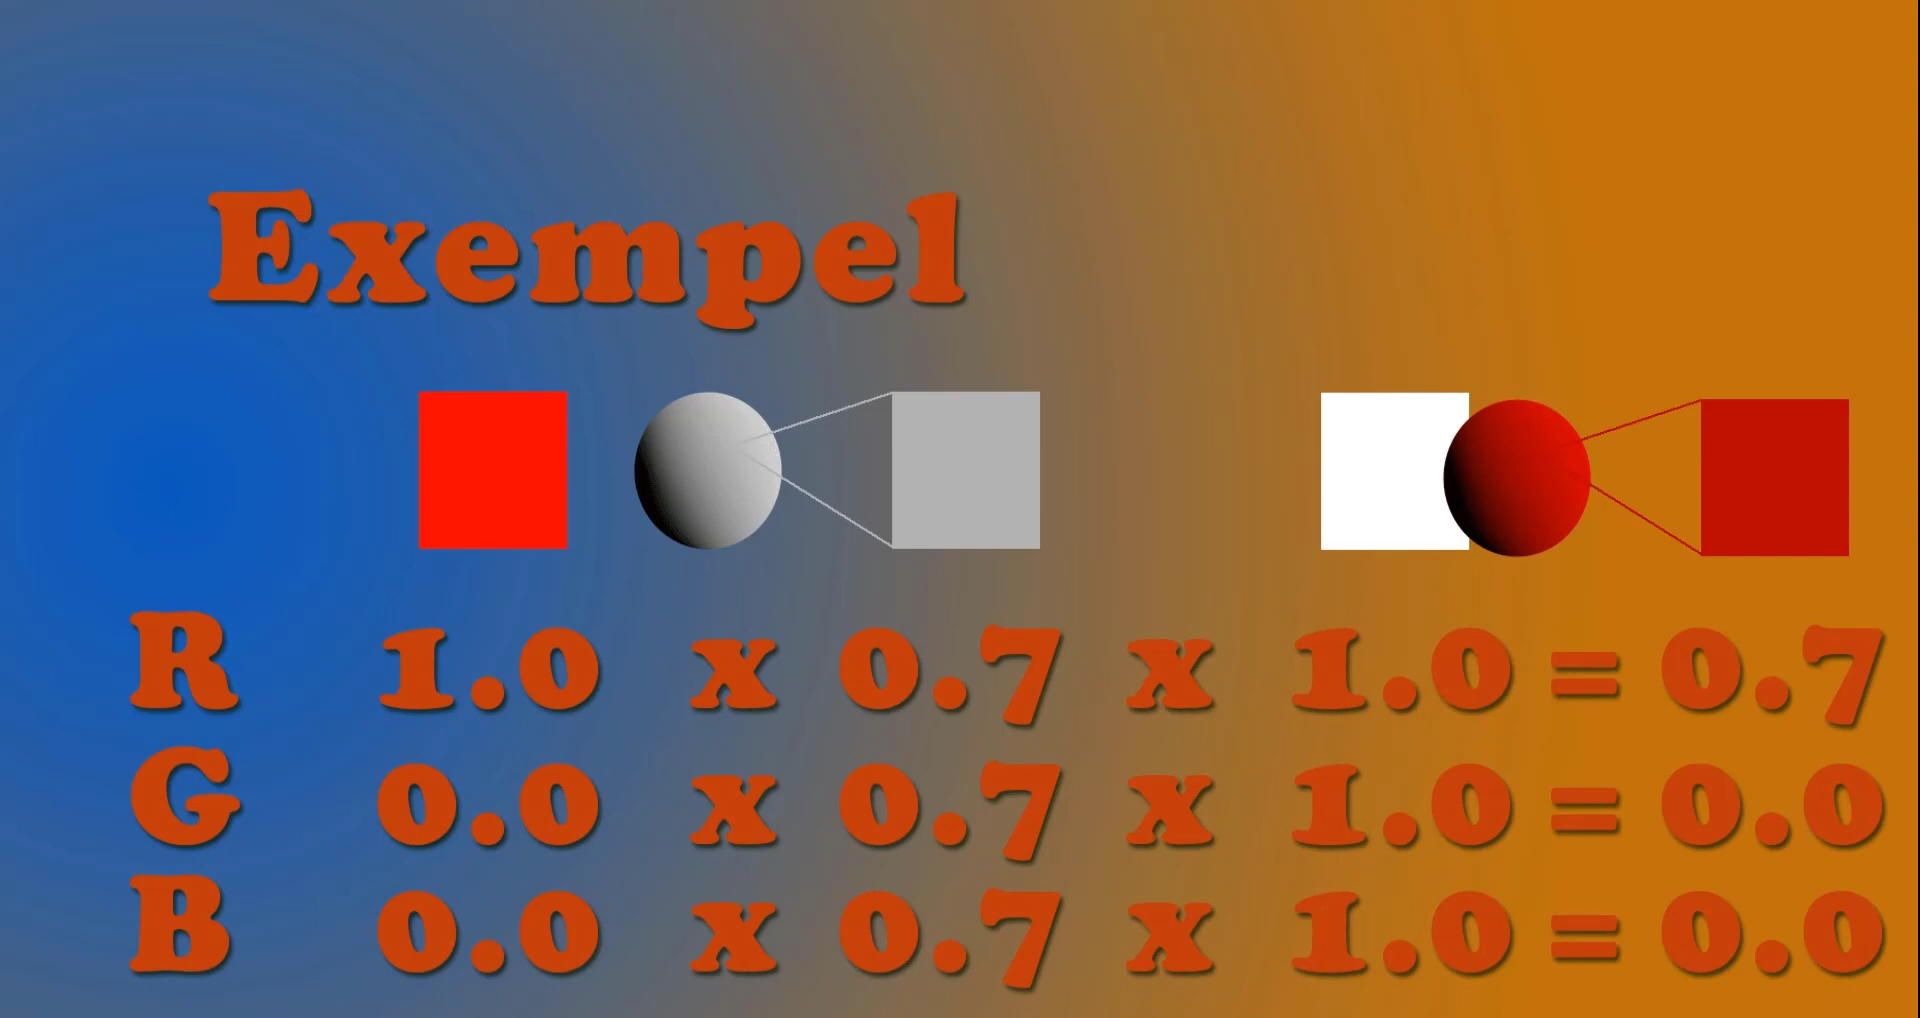 Exempel
R 1.0 x 0.7 x 1.0 = 0.7
G 0.0 x 0.7 x 1.0 = 0.0
B 0.0 x 0.7 x 1.0 = 0.0